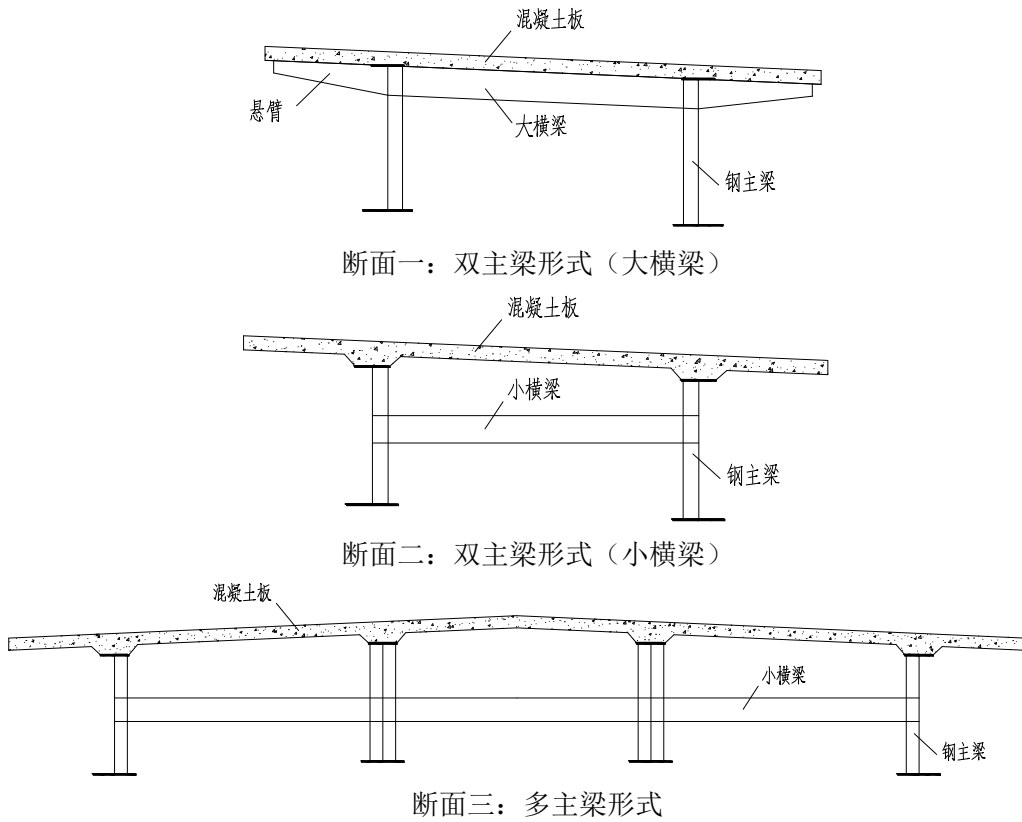 混凝土板
悬臂
大横梁
钢主梁
断面一：双主梁形式（大横梁）
混凝土板
小横梁
钢主梁
断面二：双主梁形式（小横梁）
混凝土板
小横梁
钢主梁
断面三：多主梁形式